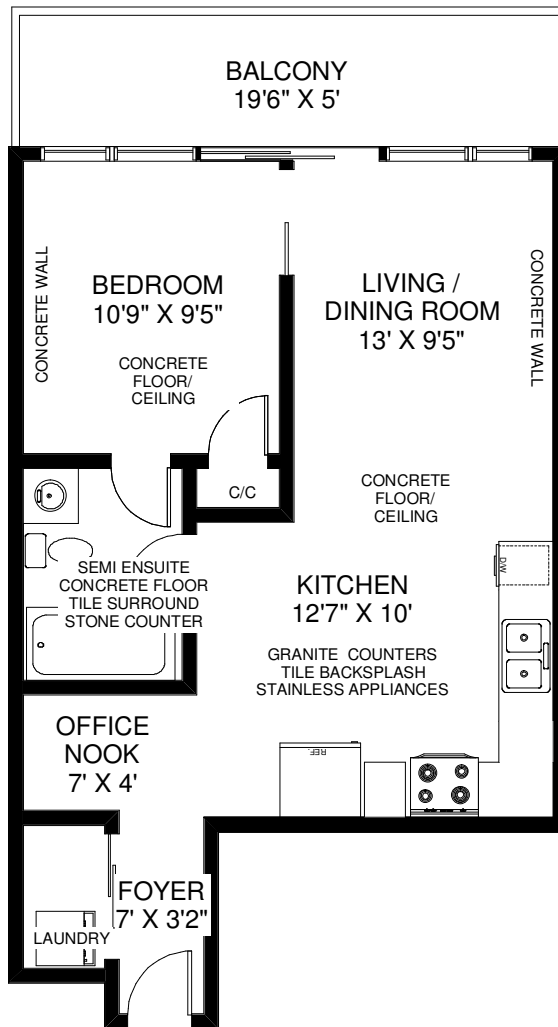 BALCONY
19'6" X 5'
CONCRETE WALL
BEDROOM
10'9" X 9'5"
CONCRETE
FLOOR/
CEILING
LIVING /
DINING ROOM
13' X 9'5"
CONCRETE WALL
C/C
CONCRETE
FLOOR/
CEILING
SEMI ENSUITE
CONCRETE FLOOR
TILE SURROUND
STONE COUNTER
D/W
KITCHEN
12'7" X 10'
GRANITE COUNTERS
TILE BACKSPLASH
STAINLESS APPLIANCES
OFFICE
NOOK
7' X 4'
REF.
FOYER
7' X 3'2"
LAUNDRY